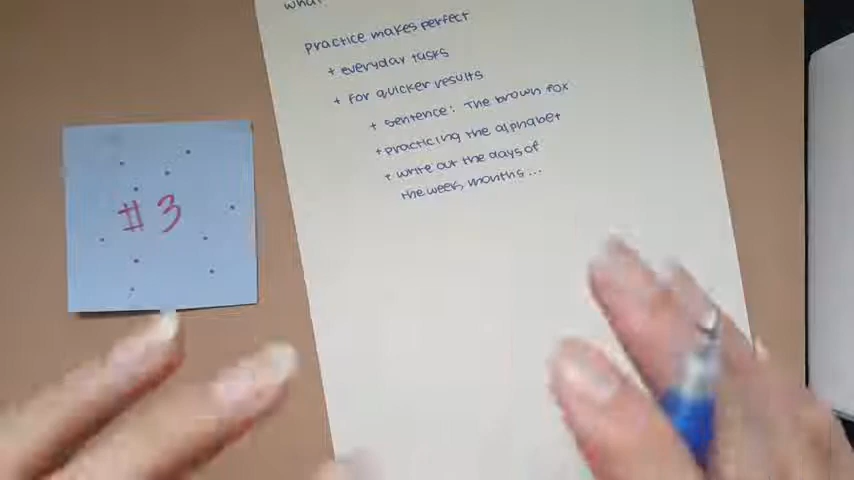 what?
practice makes perfect
+ everyday tasks
+ for quicker results
+ sentence: The brown fox
+ practicing the alphabet
+ write out the days of
the week, months...
#3